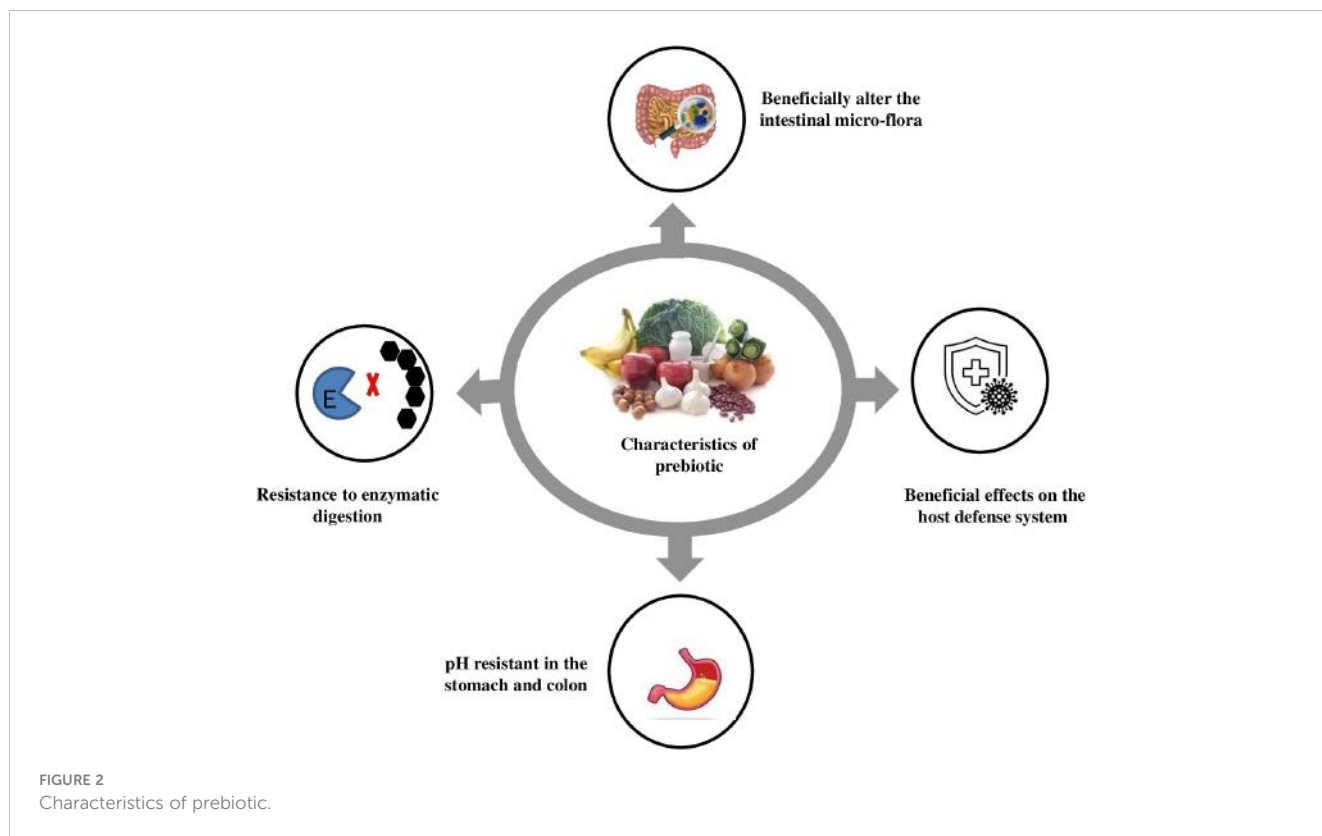 Beneficially alter the
intestinal micro-flora
E
X
Characteristics of
prebiotic
Resistance to enzymatic
digestion
Beneficial effects on the
host defense system
pH resistant in the
stomach and colon
FIGURE 2
Characteristics of prebiotic.